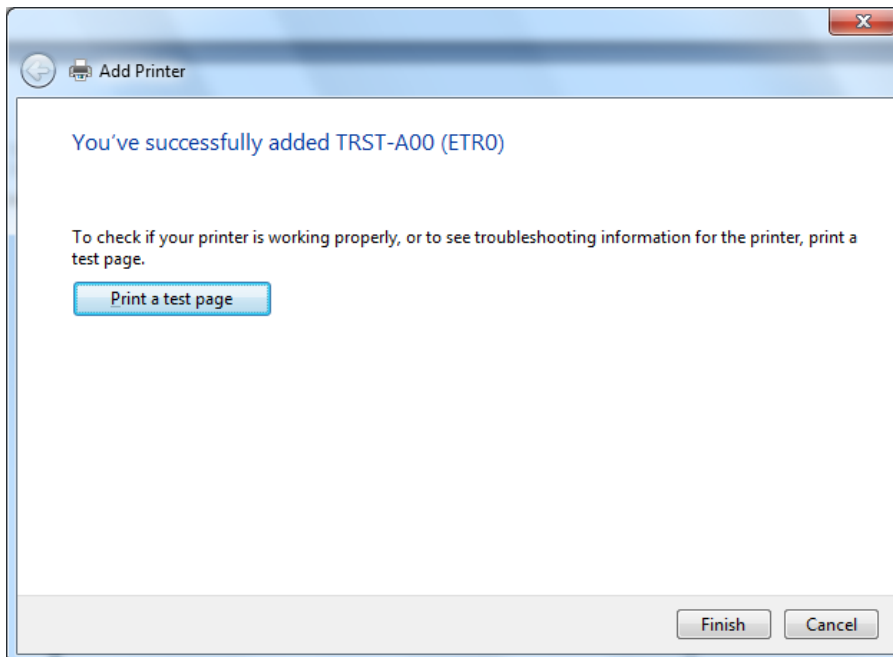 Add Printer
You've successfully added TRST-A00 (ETR0)
To check if your printer is working properly, or to see troubleshooting information for the printer, print a
test page.
Print a test page
Finish
Cancel